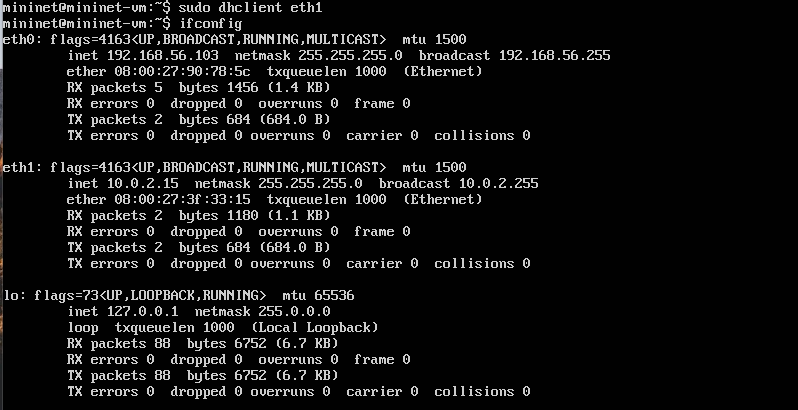 mininet@mininet-vm:~$ sudo dhclient eth1
mininet@mininet-vm:~$ ifconfig
eth0: flags=4163<UP,BROADCAST,RUNNING,MULTICAST>  mtu 1500
        inet 192.168.56.103  netmask 255.255.255.0  broadcast 192.168.56.255
        ether 08:00:27:90:78:5c  txqueuelen 1000  (Ethernet)
        RX packets 5  bytes 1456 (1.4 KB)
        RX errors 0  dropped 0  overruns 0  frame 0
        TX packets 2  bytes 684 (684.0 B)
        TX errors 0  dropped 0 overruns 0  carrier 0  collisions 0

eth1: flags=4163<UP,BROADCAST,RUNNING,MULTICAST>  mtu 1500
        inet 10.0.2.15  netmask 255.255.255.0  broadcast 10.0.2.255
        ether 08:00:27:3f:33:15  txqueuelen 1000  (Ethernet)
        RX packets 2  bytes 1180 (1.1 KB)
        RX errors 0  dropped 0  overruns 0  frame 0
        TX packets 2  bytes 684 (684.0 B)
        TX errors 0  dropped 0 overruns 0  carrier 0  collisions 0

lo: flags=73<UP,LOOPBACK,RUNNING>  mtu 65536
        inet 127.0.0.1  netmask 255.0.0.0
        loop  txqueuelen 1000  (Local Loopback)
        RX packets 88  bytes 6752 (6.7 KB)
        RX errors 0  dropped 0  overruns 0  frame 0
        TX packets 88  bytes 6752 (6.7 KB)
        TX errors 0  dropped 0 overruns 0  carrier 0  collisions 0